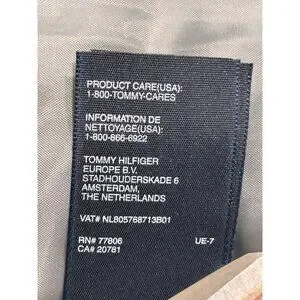 PRODUCT CARE(USA):
1-800-TOMMY-CARES
INFORMATION DE
NETTOYAGE(USA):
1-800-866-6922
TOMMY HILFIGER
EUROPE B.V.
STADHOUDERSKADE 6
AMSTERDAM,
THE NETHERLANDS
VAT# NL805768713B01
RN# 77806 UE-7
CA# 20781